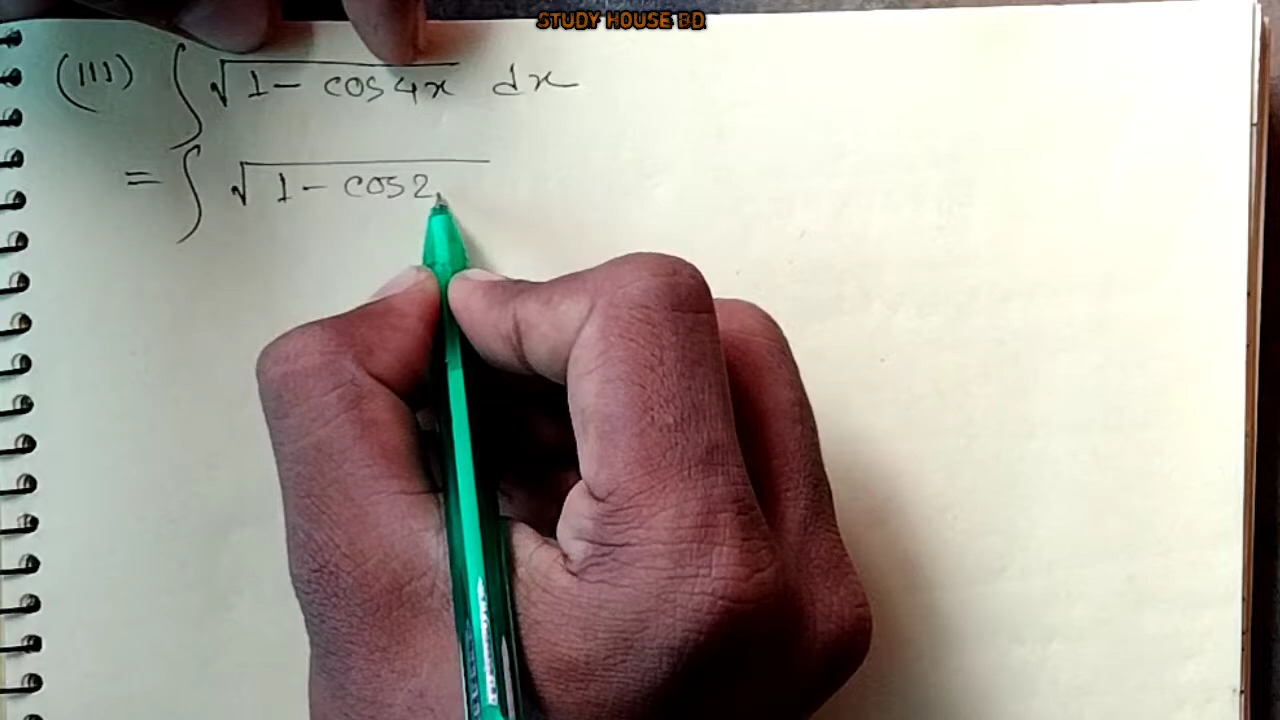 STUDY HOUSE BD
(III) ∫ √(1 - cos4x) dx
= ∫ √(1 - cos2